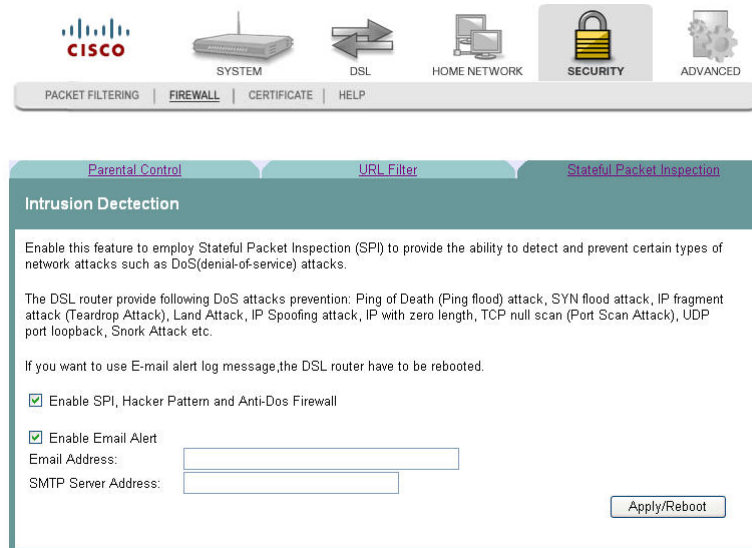 CISCO
SYSTEM
DSL
HOME NETWORK
SECURITY
ADVANCED
PACKET FILTERING | FIREWALL | CERTIFICATE | HELP
Parental Control
URL Filter
Stateful Packet Inspection
Intrusion Dectection
Enable this feature to employ Stateful Packet Inspection (SPI) to provide the ability to detect and prevent certain types of
network attacks such as DoS(denial-of-service) attacks.
The DSL router provide following DoS attacks prevention: Ping of Death (Ping flood) attack, SYN flood attack, IP fragment
attack (Teardrop Attack), Land Attack, IP Spoofing attack, IP with zero length, TCP null scan (Port Scan Attack), UDP
port loopback, Snork Attack etc.
If you want to use E-mail alert log message,the DSL router have to be rebooted.
Enable SPI, Hacker Pattern and Anti-Dos Firewall
Enable Email Alert
Email Address:
SMTP Server Address:
Apply/Reboot